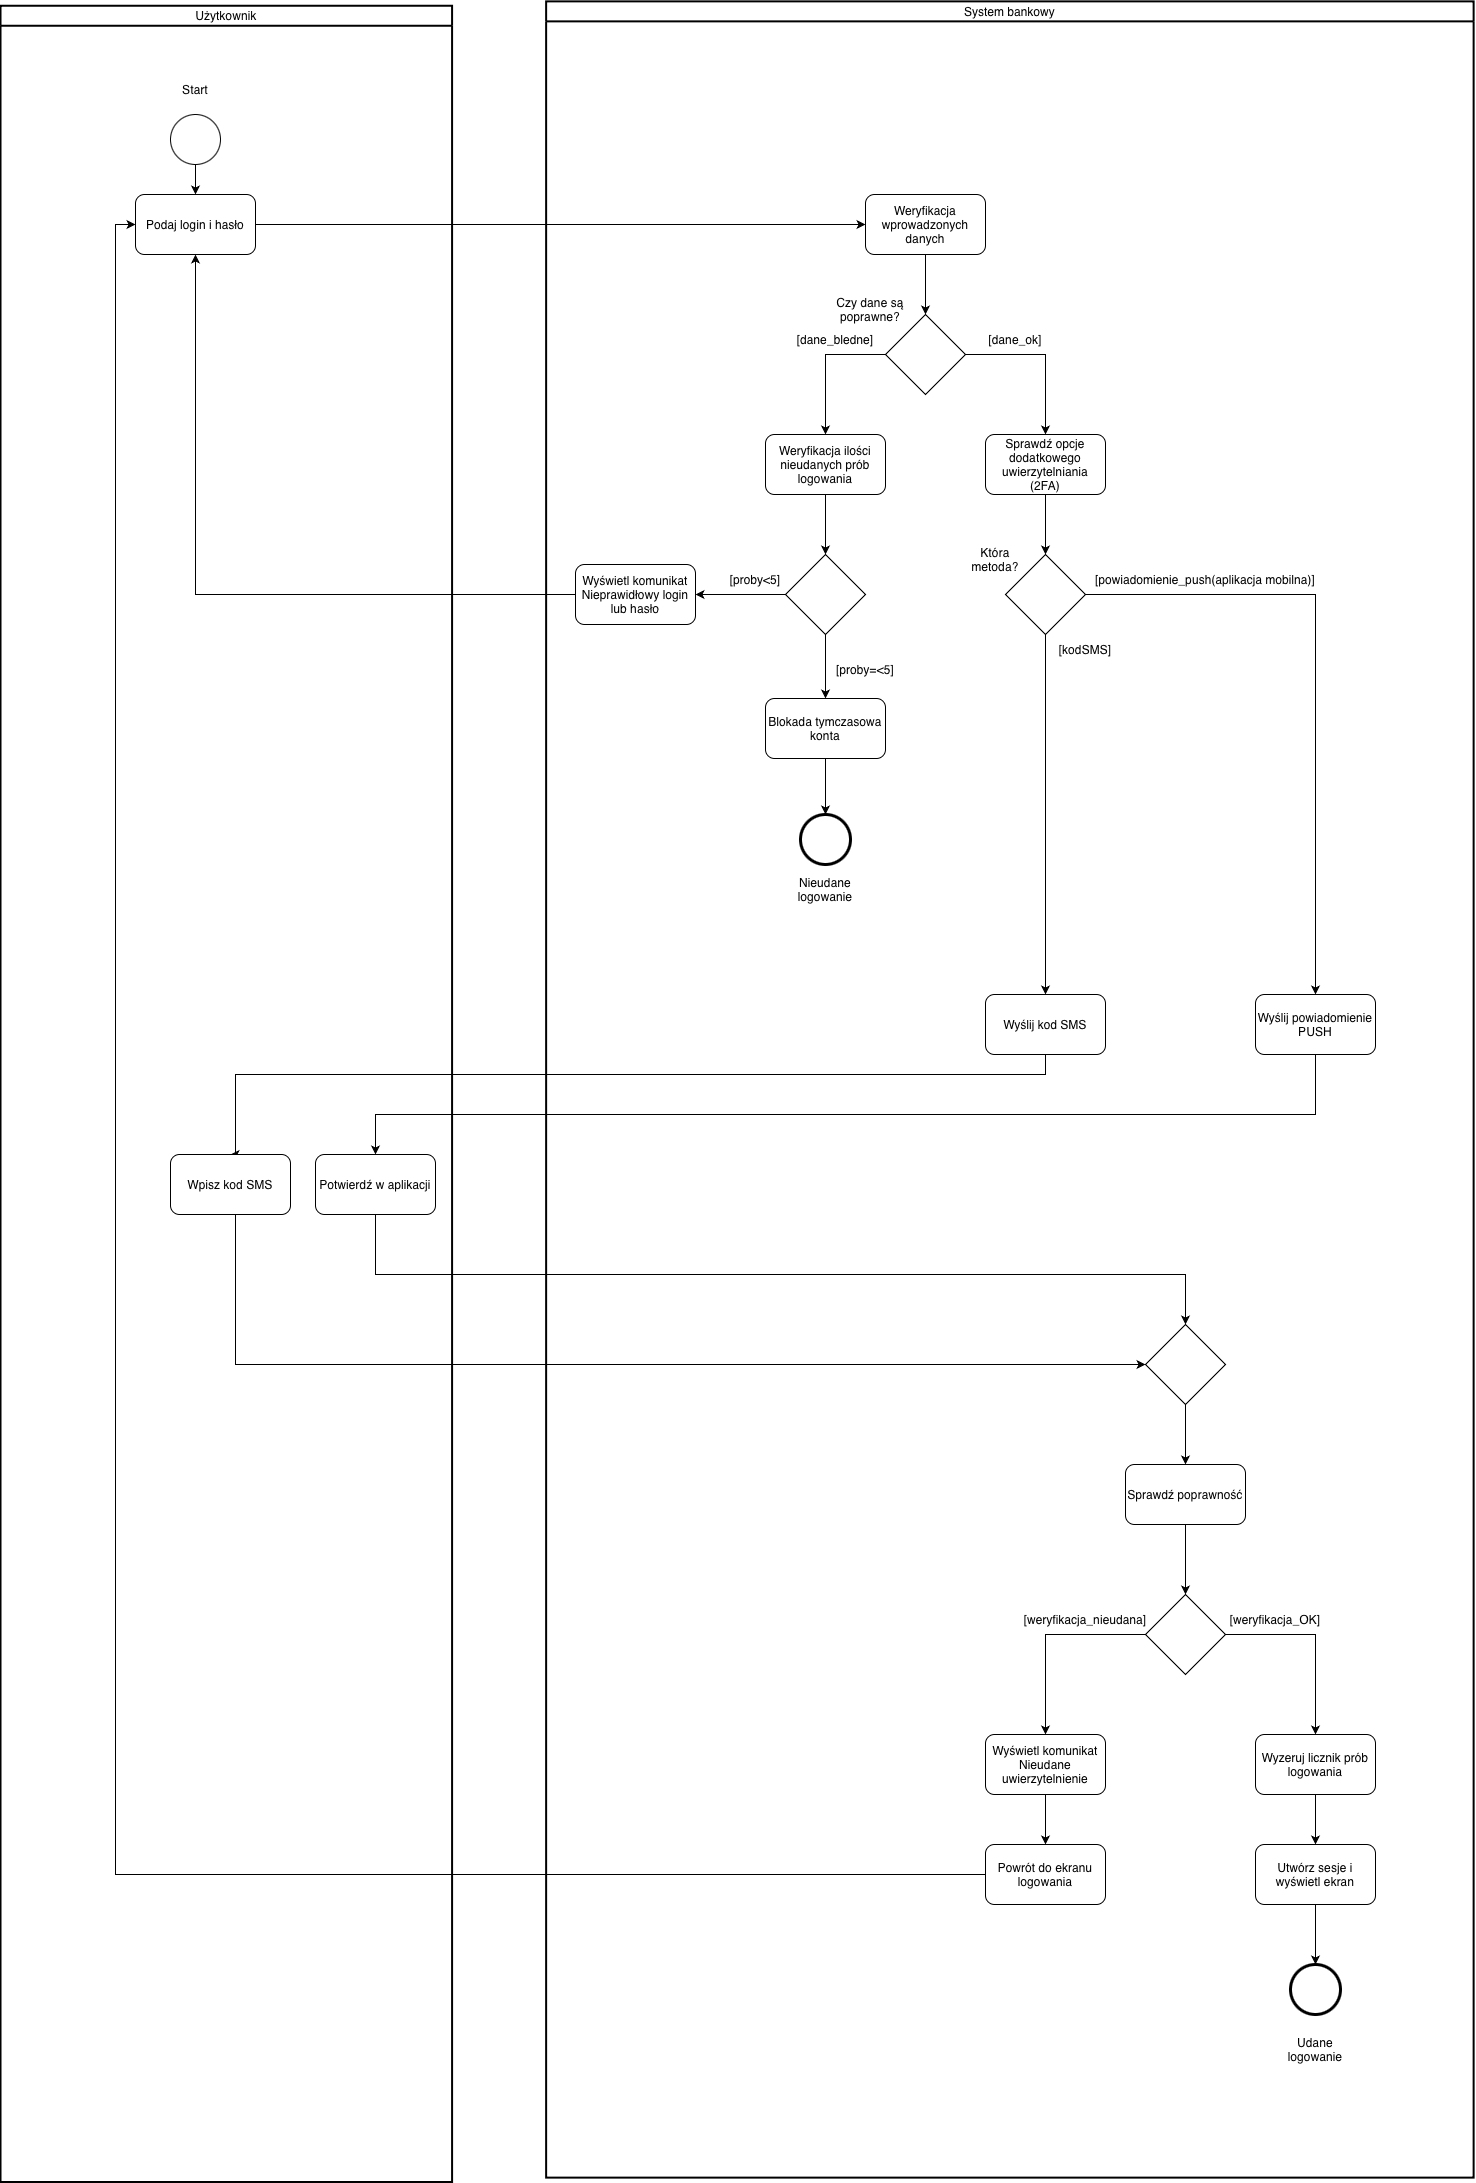 Użytkownik
System bankowy
Start
Podaj login i hasło
Weryfikacja
wprowadzonych
danych
Czy dane są
poprawne?
[dane_bledne]
[dane_ok]
Weryfikacja ilości
nieudanych prób
logowania
Sprawdź opcje
dodatkowego
uwierzytelniania
(2FA)
Która
metoda?
Wyświetl komunikat
Nieprawidłowy login
lub hasło
[proby<5]
[powiadomienie_push(aplikacja mobilna)]
[kodSMS]
[proby=<5]
Blokada tymczasowa
konta
Nieudane
logowanie
Wyślij kod SMS
Wyślij powiadomienie
PUSH
Wpisz kod SMS
Potwierdź w aplikacji
Sprawdź poprawność
[weryfikacja_nieudana]
[weryfikacja_OK]
Wyświetl komunikat
Nieudane
uwierzytelnienie
Wyzeruj licznik prób
logowania
Powrót do ekranu
logowania
Utwórz sesje i
wyświetl ekran
Udane
logowanie